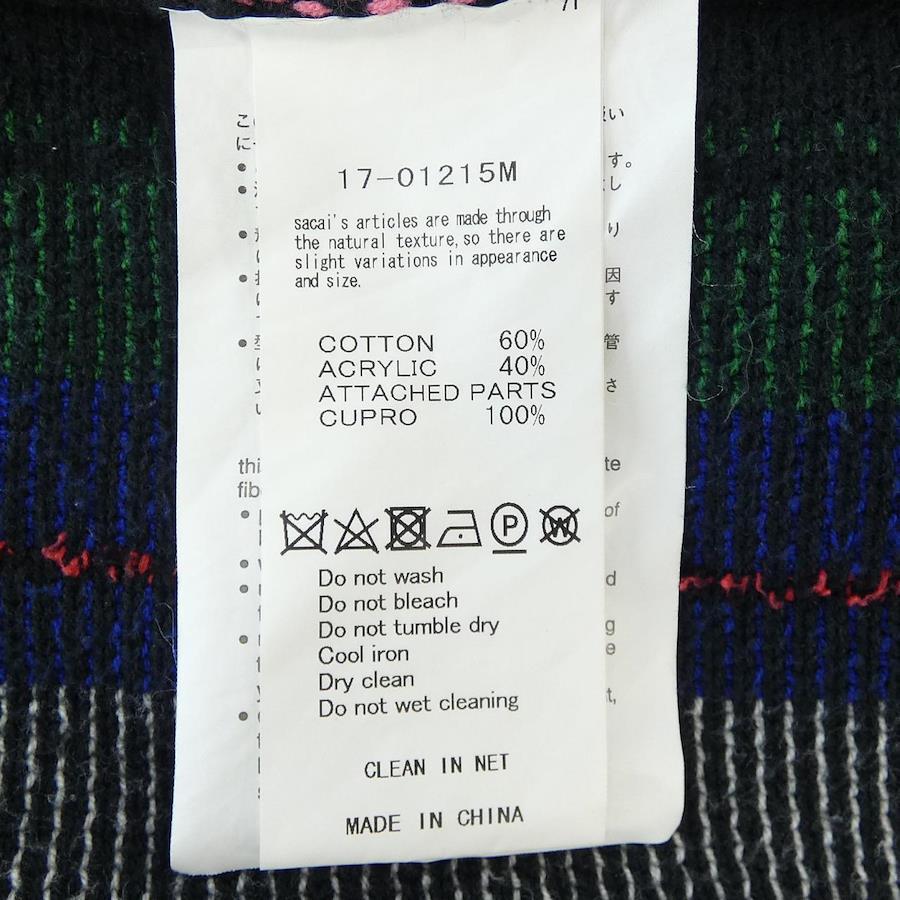 17-01215M
sacai's articles are made through
the natural texture, so there are
slight variations in appearance
and size.
COTTON 60%
ACRYLIC 40%
ATTACHED PARTS
CUPRO 100%
P W
Do not wash
Do not bleach
Do not tumble dry
Cool iron
Dry clean
Do not wet cleaning
CLEAN IN NET
MADE IN CHINA